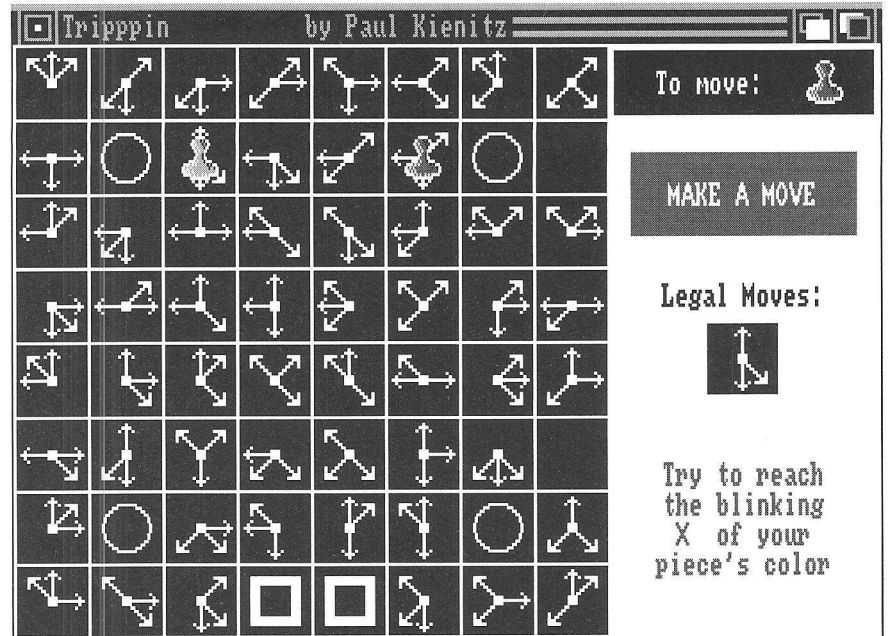 Tripppin by Paul Kienitz
To move:
MAKE A MOVE
Legal Moves:
Try to reach
the blinking
X of your
piece's color